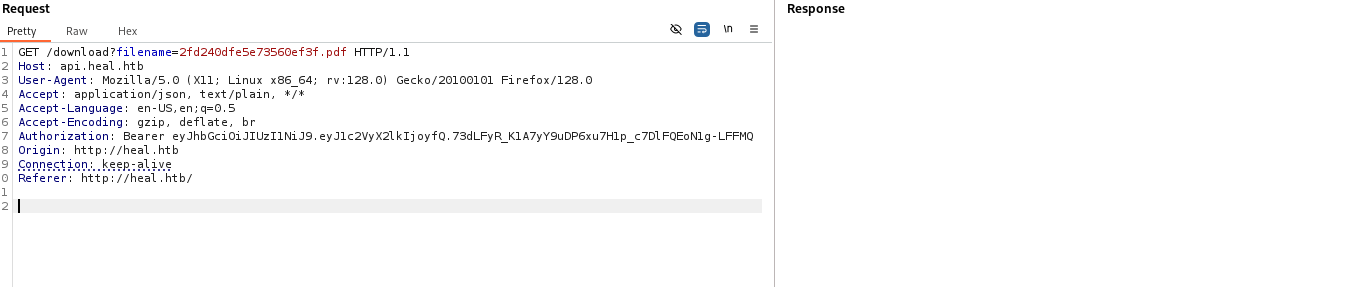 Request
Response
Pretty Raw Hex
\n
1 GET /download?filename=2fd240dfe5e73560ef3f.pdf HTTP/1.1
2 Host: api.heal.htb
3 User-Agent: Mozilla/5.0 (X11; Linux x86_64; rv:128.0) Gecko/20100101 Firefox/128.0
4 Accept: application/json, text/plain, */*
5 Accept-Language: en-US,en;q=0.5
6 Accept-Encoding: gzip, deflate, br
7 Authorization: Bearer eyJhbGciOiJIUzI1NiJ9.eyJ1c2VyX2lkIjoyfQ.73dLFyR_K1A7yY9uDP6xu7H1p_c7DlFQEoN1g-LFFMQ
8 Origin: http://heal.htb
9 Connection: keep-alive
0 Referer: http://heal.htb/
1
2